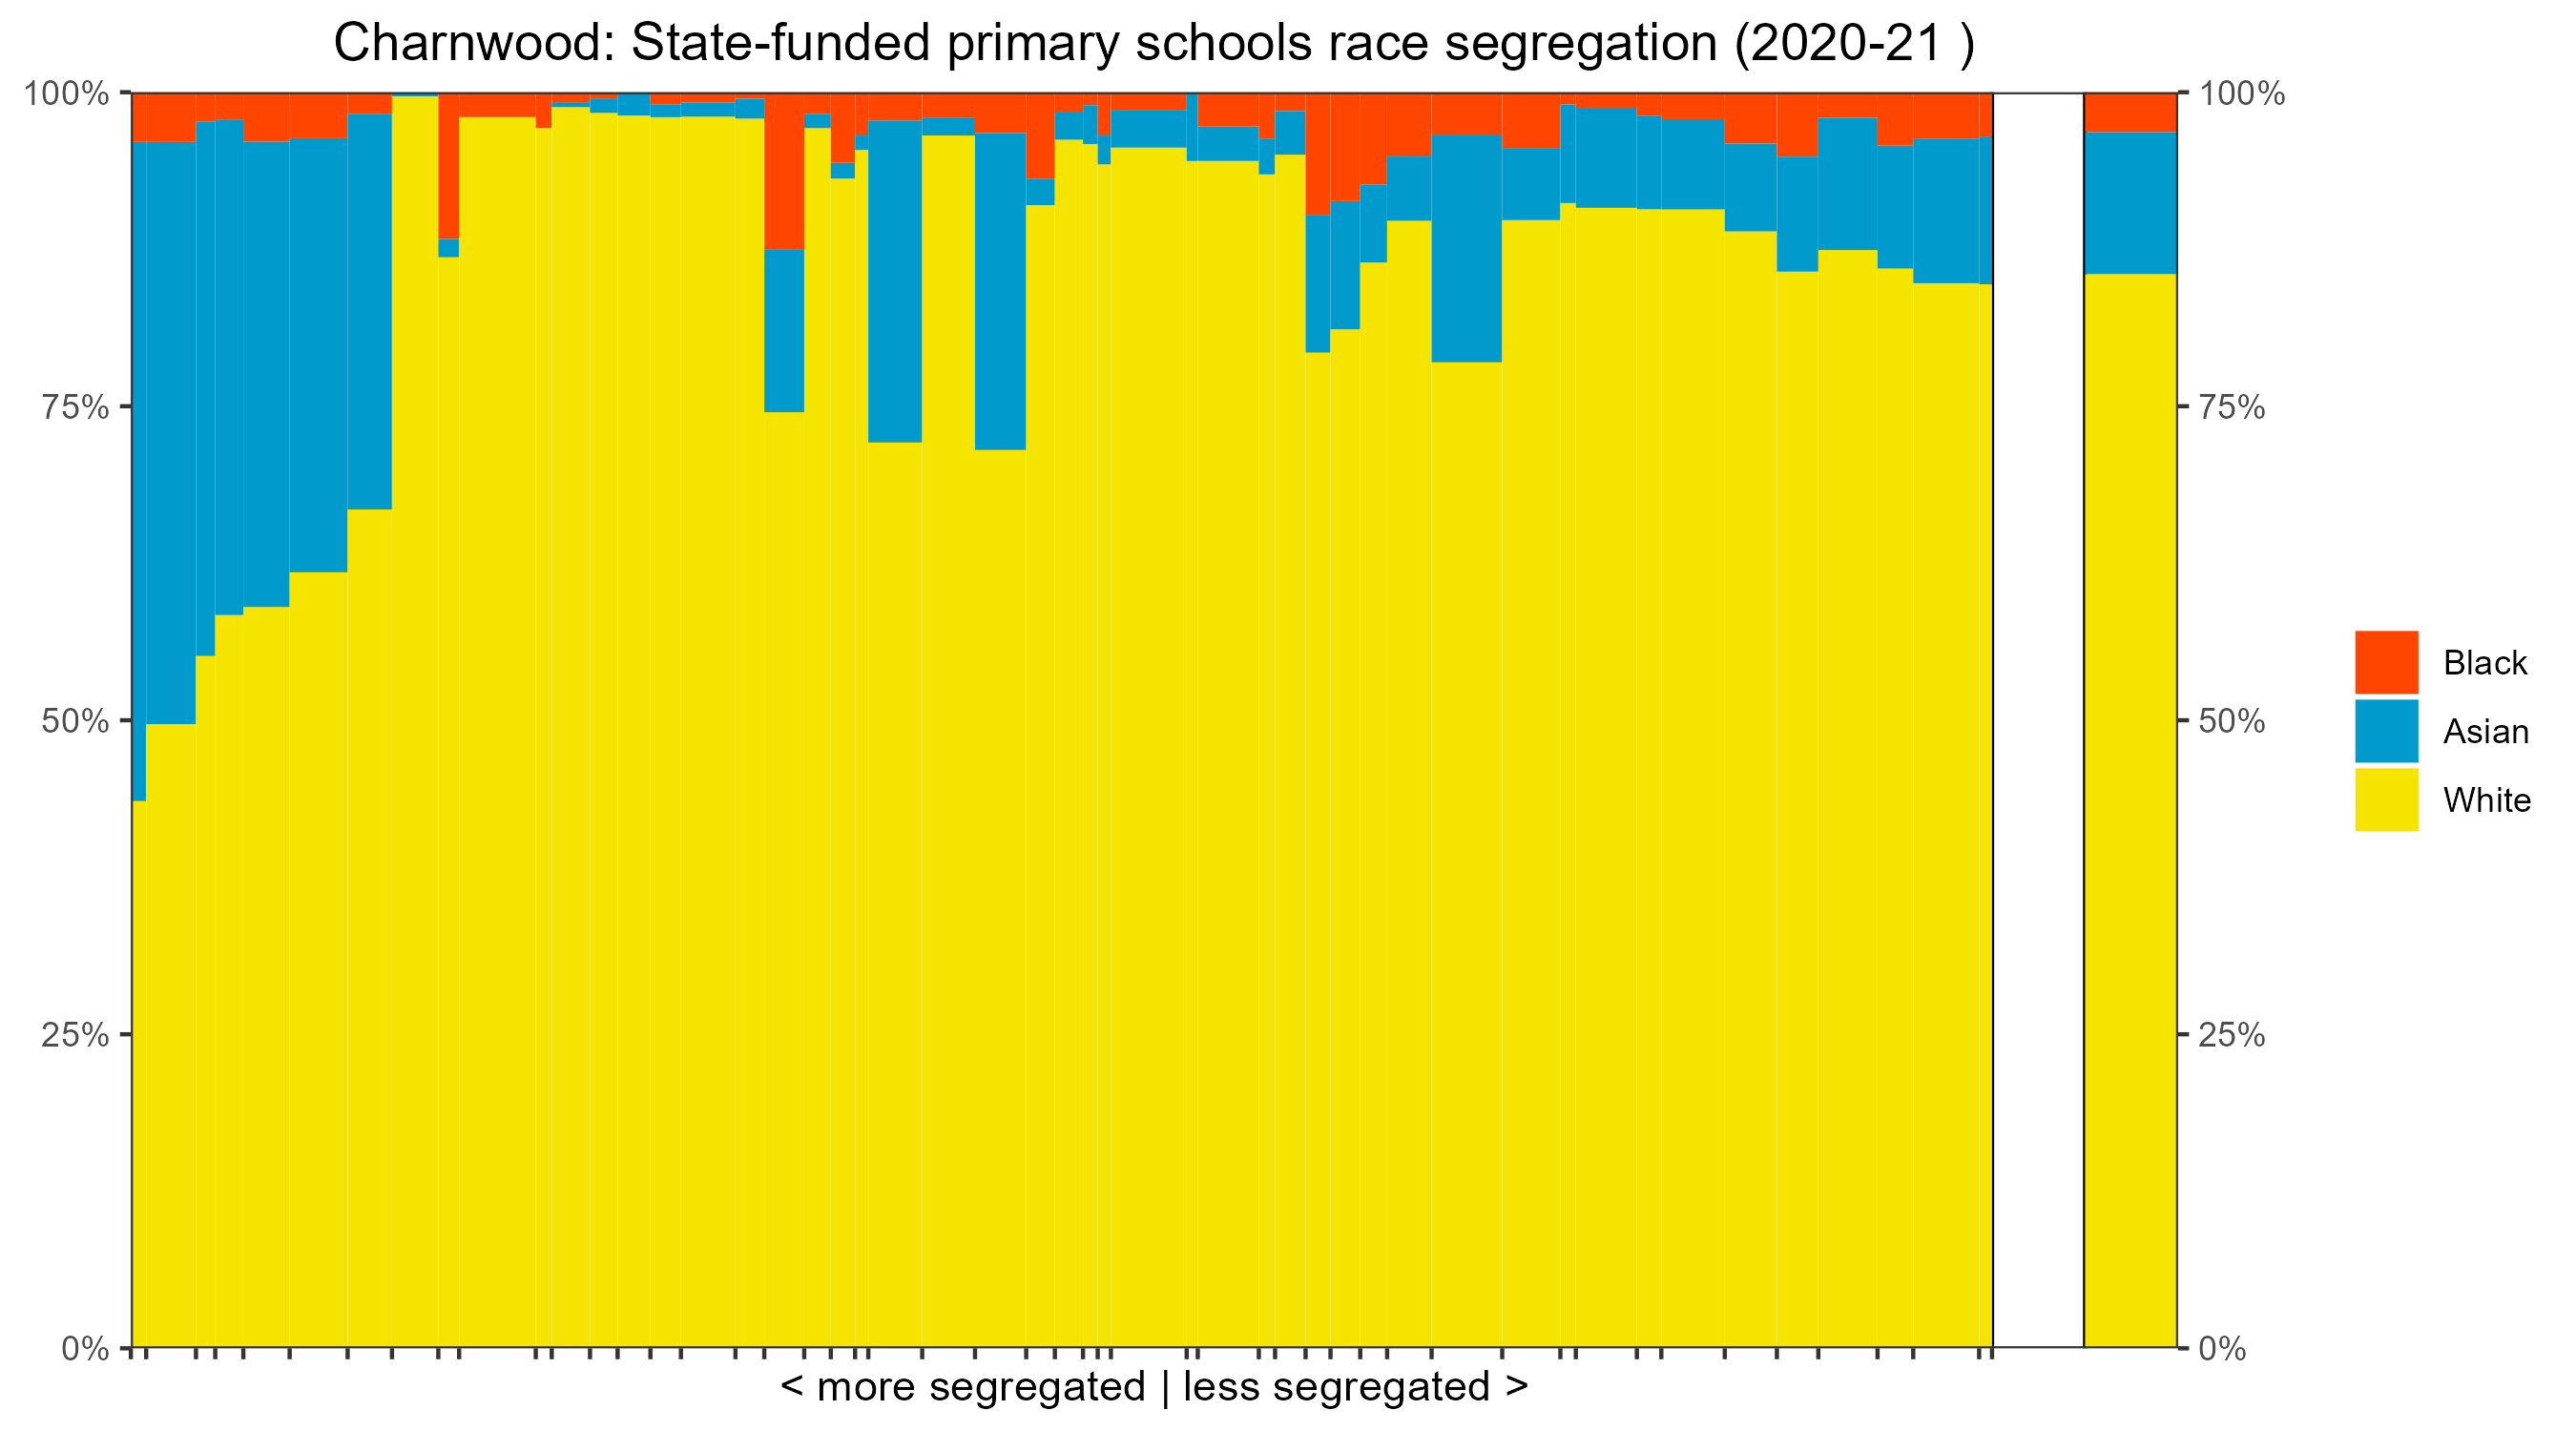 Charnwood: State-funded primary schools race segregation (2020-21 )
100%
75%
50%
25%
0%
100%
75%
50%
25%
0%
Black
Asian
White
< more segregated | less segregated >